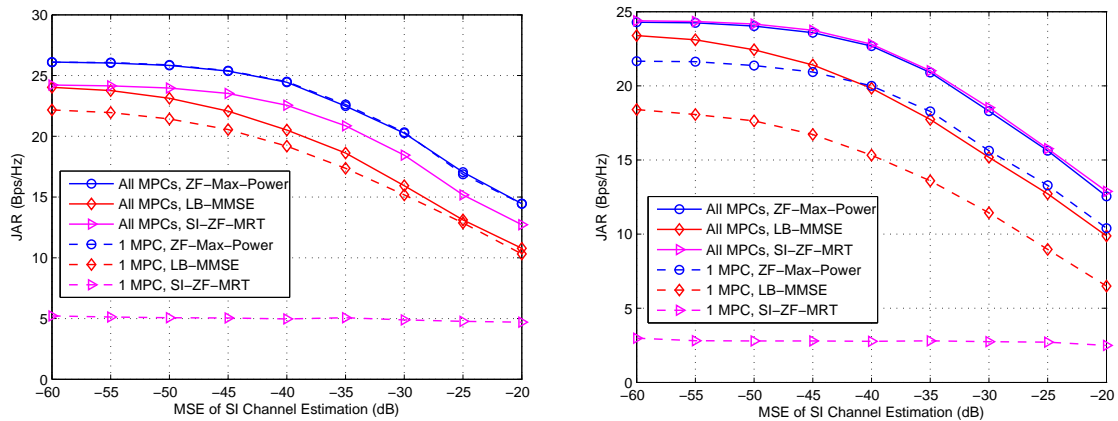 JAR (Bps/Hz)
35
30
25
20
15
10
5
0
All MPCs, ZF−Max−Power
All MPCs, LB−MMSE
All MPCs, SI−ZF−MRT
1 MPC, ZF−Max−Power
1 MPC, LB−MMSE
1 MPC, SI−ZF−MRT
−60 −55 −50 −45 −40 −35 −30 −25 −20
MSE of SI Channel Estimation (dB)
JAR (Bps/Hz)
25
20
15
10
5
0
All MPCs, ZF−Max−Power
All MPCs, LB−MMSE
All MPCs, SI−ZF−MRT
1 MPC, ZF−Max−Power
1 MPC, LB−MMSE
1 MPC, SI−ZF−MRT
−60 −55 −50 −45 −40 −35 −30 −25 −20
MSE of SI Channel Estimation (dB)